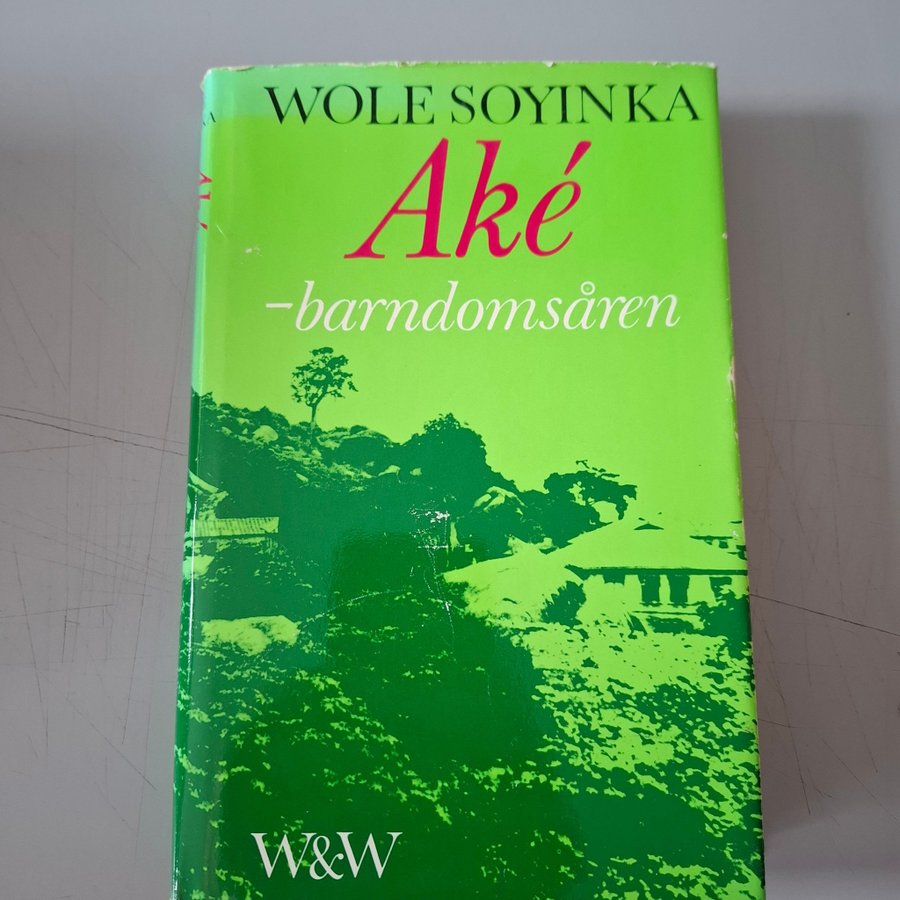 WOLE SOYINKA
Aké
–barndomsåren
W&W